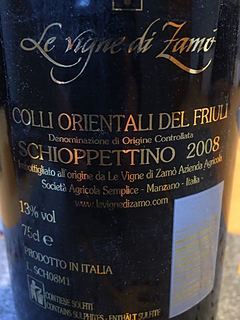 Le vigne di Zamò
COLLI ORIENTALI DEL FRIULI
Denominazione di Origine Controllata
SCHIOPPETTINO 2008
Imbottigliato all'origine da Le Vigne di Zamò Azienda Agricola
Società Agricola Semplice - Manzano - Italia -
www.lavignedizamo.com
13% vol
75cl
PRODOTTO IN ITALIA
L. SCH08M1
CONTIENE SOLFITI
CONTAINS SULPHITES - ENTHÄLT SULFITE